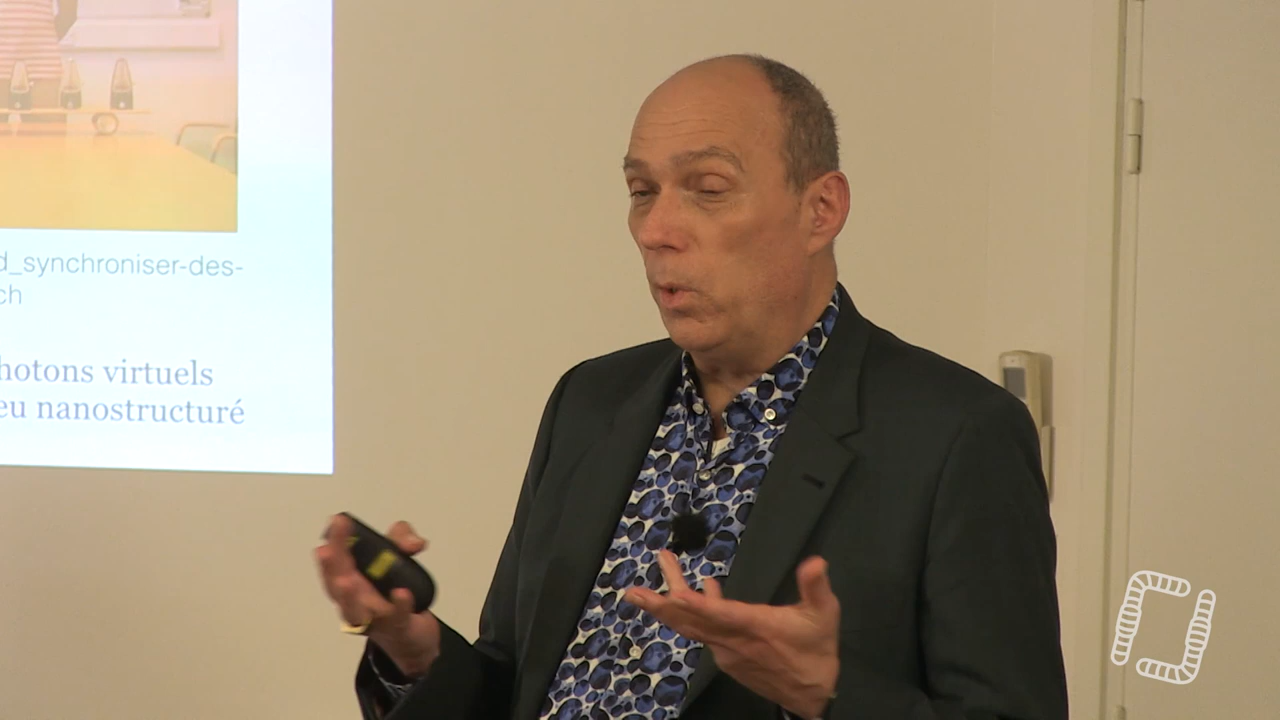 d_synchroniser-des-
ch
hotons virtuels
eu nanostructuré